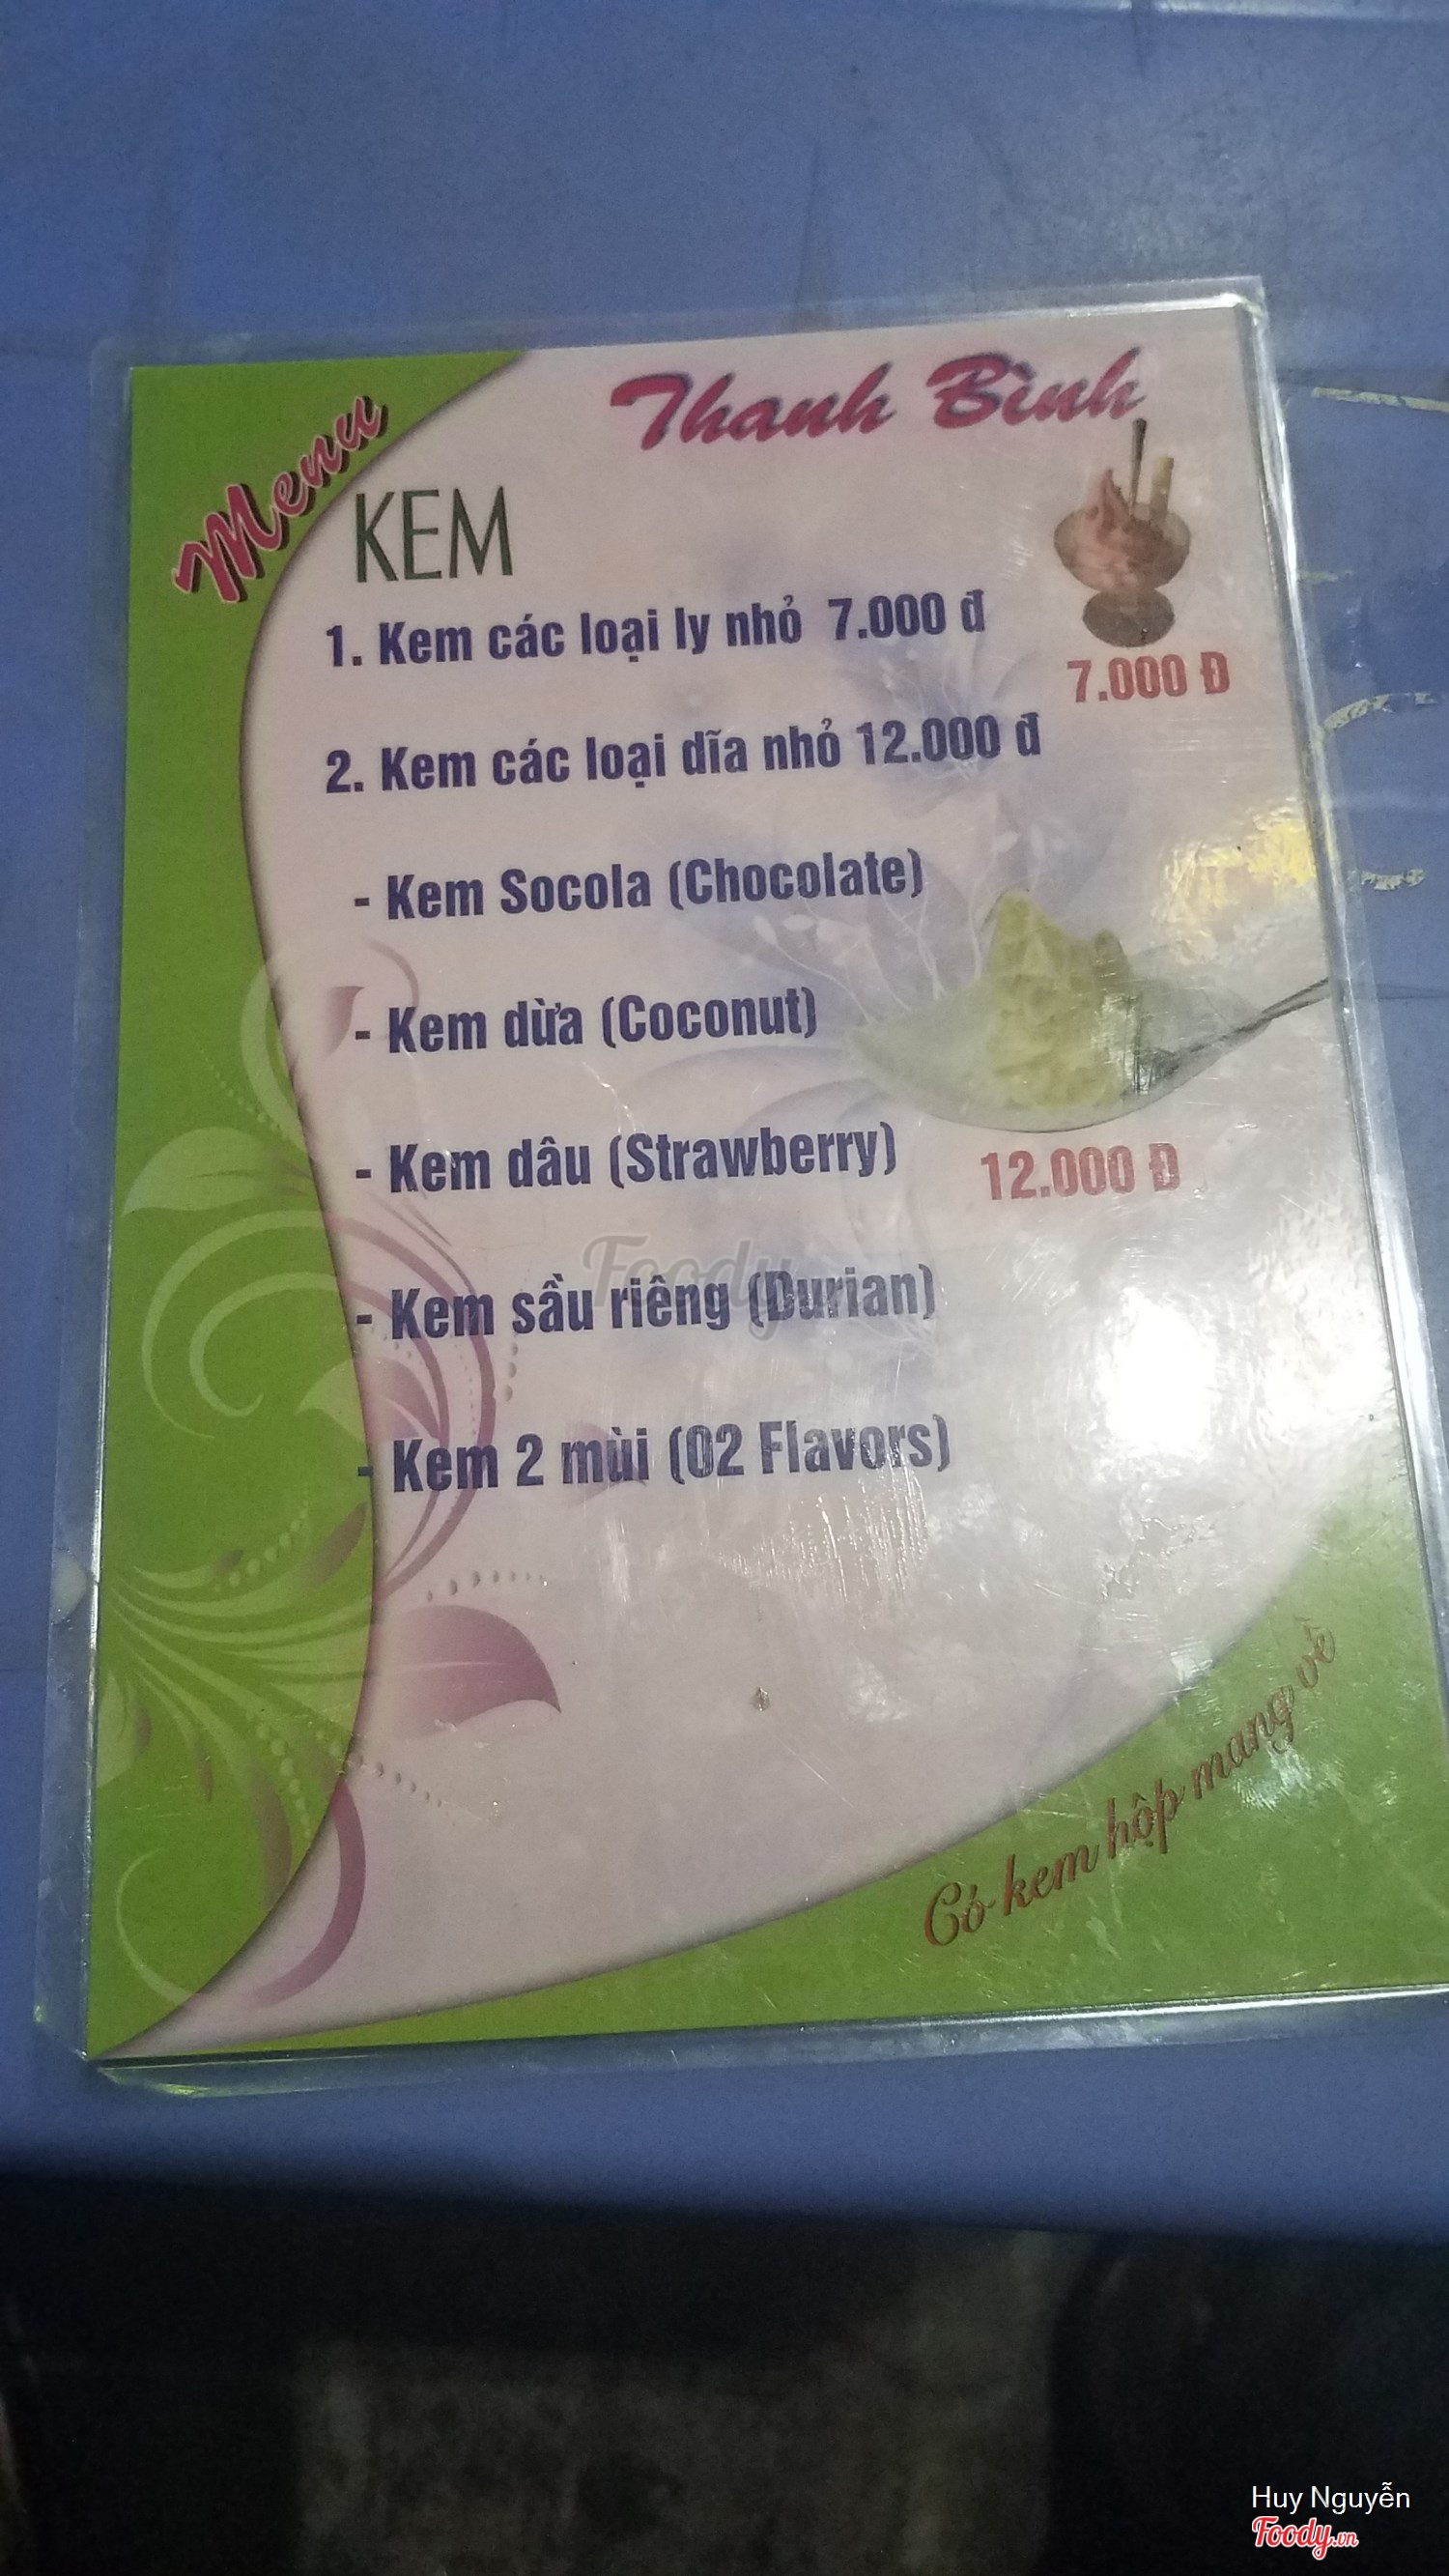 Menu
Thanh Bình
KEM
1. Kem các loại ly nhỏ 7.000 đ
7.000 Đ
2. Kem các loại dĩa nhỏ 12.000 đ
- Kem Socola (Chocolate)
- Kem dừa (Coconut)
- Kem dâu (Strawberry)
12.000 Đ
Foody
- Kem sầu riêng (Durian)
- Kem 2 mùi (02 Flavors)
Có kem hộp mang về
Huy Nguyễn
Foody.vn